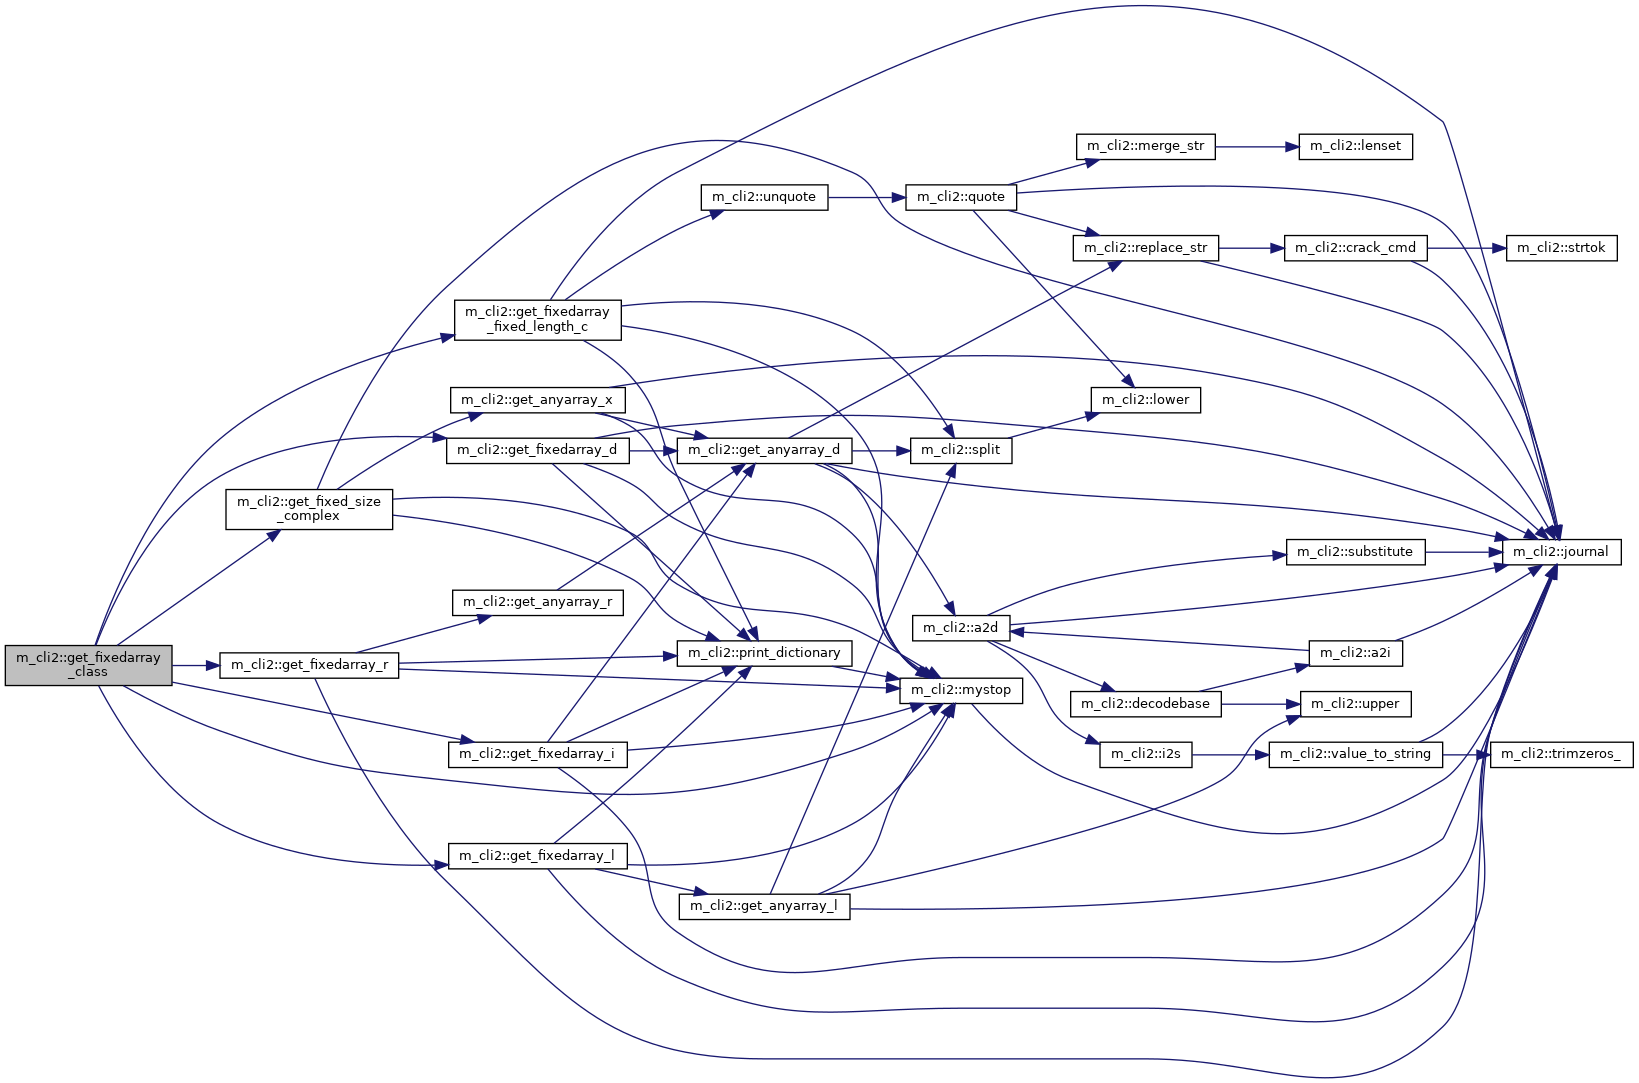 m_cli2::merge_str
m_cli2::lenset
m_cli2::unquote
m_cli2::quote
m_cli2::replace_str
m_cli2::crack_cmd
m_cli2::strtok
m_cli2::get_fixedarray
_fixed_length_c
m_cli2::get_anyarray_x
m_cli2::lower
m_cli2::get_fixedarray_d
m_cli2::get_anyarray_d
m_cli2::split
m_cli2::get_fixed_size
_complex
m_cli2::substitute
m_cli2::journal
m_cli2::get_anyarray_r
m_cli2::a2d
m_cli2::get_fixedarray
_class
m_cli2::get_fixedarray_r
m_cli2::print_dictionary
m_cli2::a2i
m_cli2::mystop
m_cli2::decodebase
m_cli2::upper
m_cli2::get_fixedarray_i
m_cli2::i2s
m_cli2::value_to_string
m_cli2::trimzeros_
m_cli2::get_fixedarray_l
m_cli2::get_anyarray_l